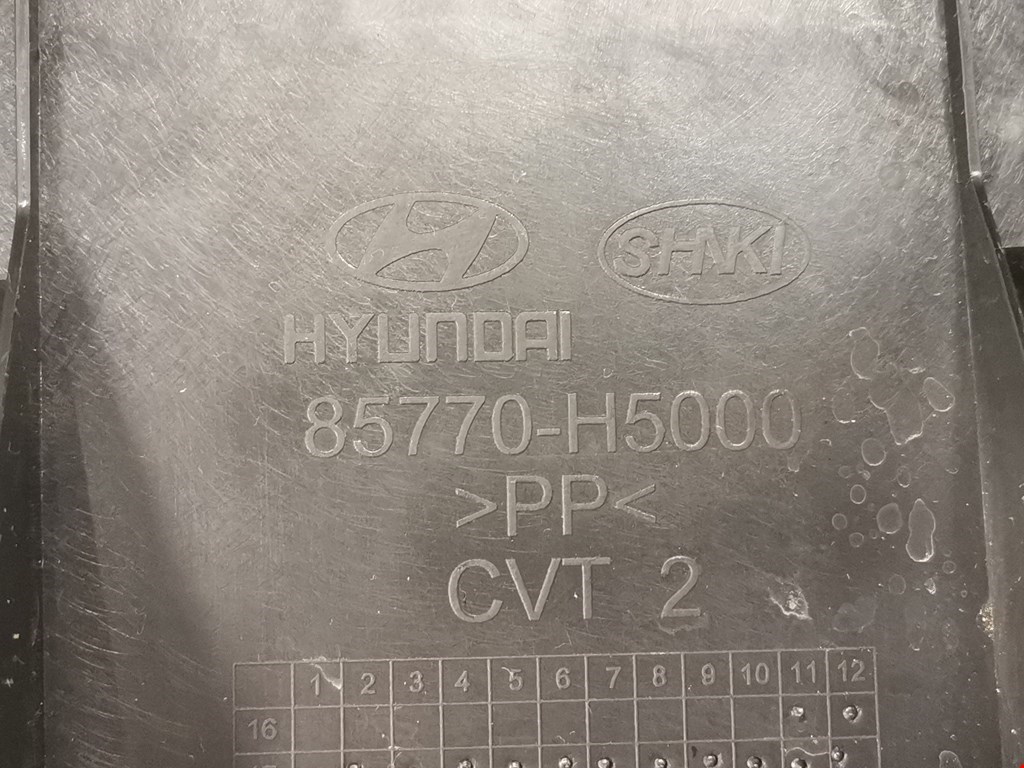 SHNKI
HYUNDAI
85770-H5000
>PP<
CVT 2
1 2 3 4 5 6 7 8 9 10 11 12
16